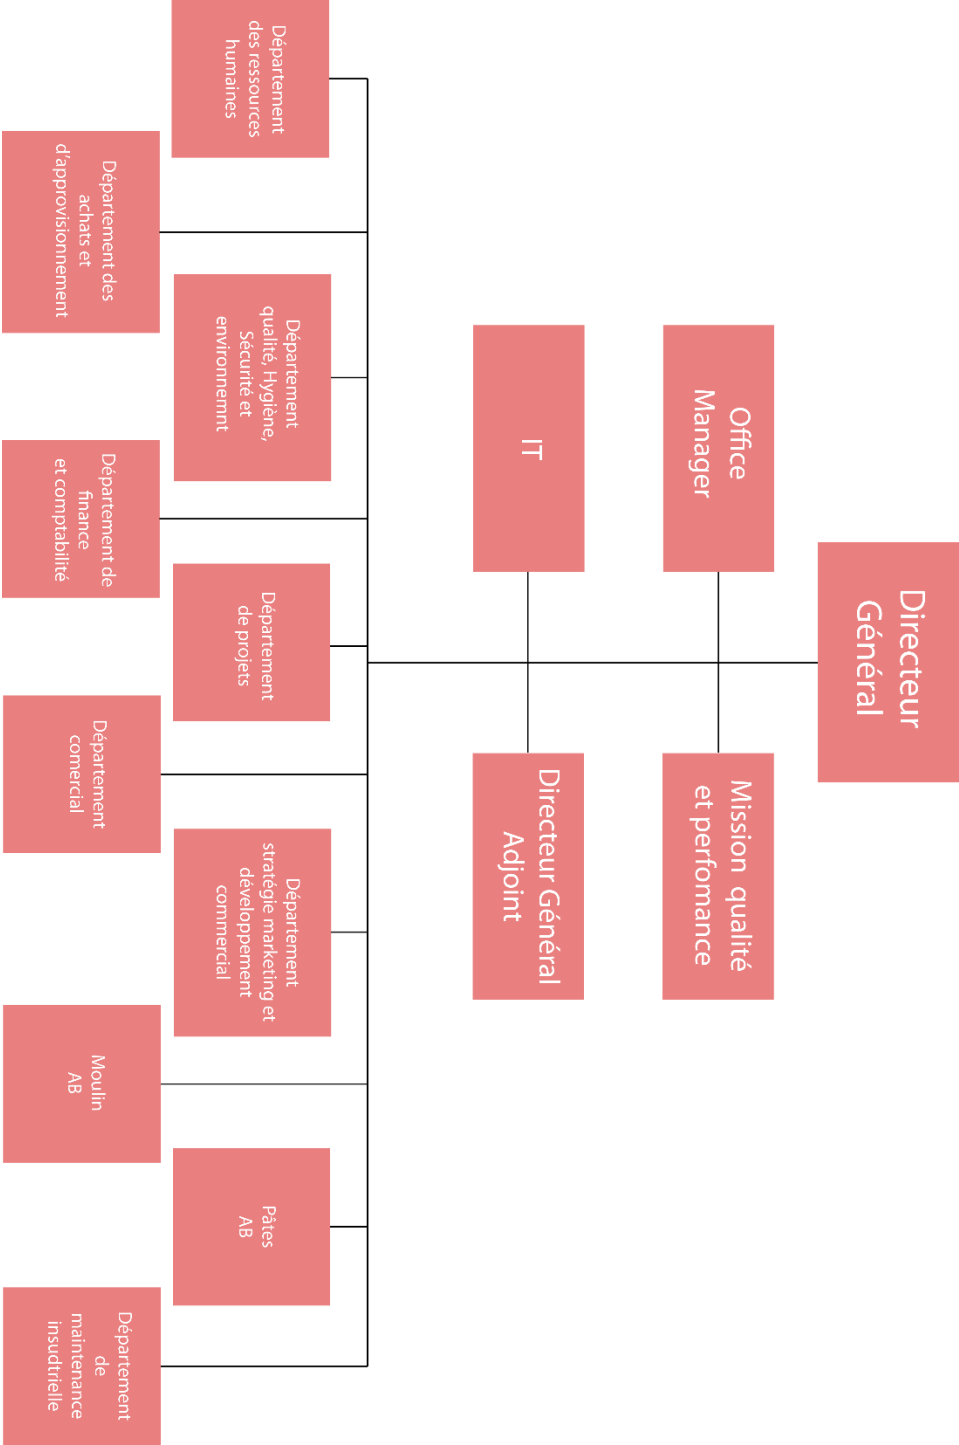 Directeur
Général
Office
Manager
Mission qualité
et perfomance
IT
Directeur Général
Adjoint
Département
des ressources
humaines
Département des
achats et
d'approvisionnement
Département
qualité, Hygiène,
Sécurité et
environnemnt
Département de
finance
et comptabilité
Département
de projets
Département
comercial
Département
stratégie marketing et
développement
commercial
Moulin
AB
Pâtes
AB
Département
de
maintenance
insudtrielle